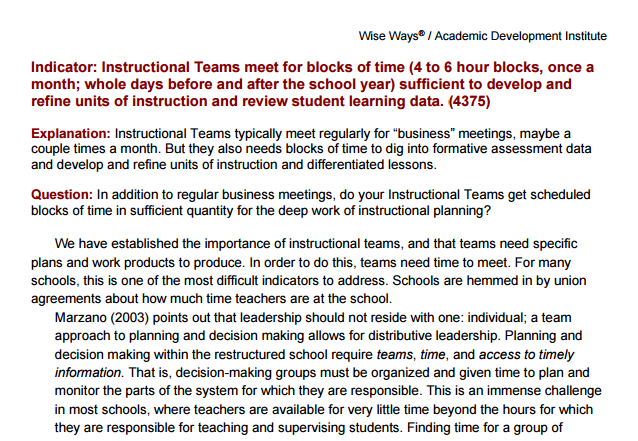 Wise Ways® / Academic Development Institute
Indicator: Instructional Teams meet for blocks of time (4 to 6 hour blocks, once a
month; whole days before and after the school year) sufficient to develop and
refine units of instruction and review student learning data. (4375)
Explanation: Instructional Teams typically meet regularly for “business” meetings, maybe a
couple times a month. But they also needs blocks of time to dig into formative assessment data
and develop and refine units of instruction and differentiated lessons.
Question: In addition to regular business meetings, do your Instructional Teams get scheduled
blocks of time in sufficient quantity for the deep work of instructional planning?
We have established the importance of instructional teams, and that teams need specific
plans and work products to produce. In order to do this, teams need time to meet. For many
schools, this is one of the most difficult indicators to address. Schools are hemmed in by union
agreements about how much time teachers are at the school.
Marzano (2003) points out that leadership should not reside with one: individual; a team
approach to planning and decision making allows for distributive leadership. Planning and
decision making within the restructured school require teams, time, and access to timely
information. That is, decision-making groups must be organized and given time to plan and
monitor the parts of the system for which they are responsible. This is an immense challenge
in most schools, where teachers are available for very little time beyond the hours for which
they are responsible for teaching and supervising students. Finding time for a group of